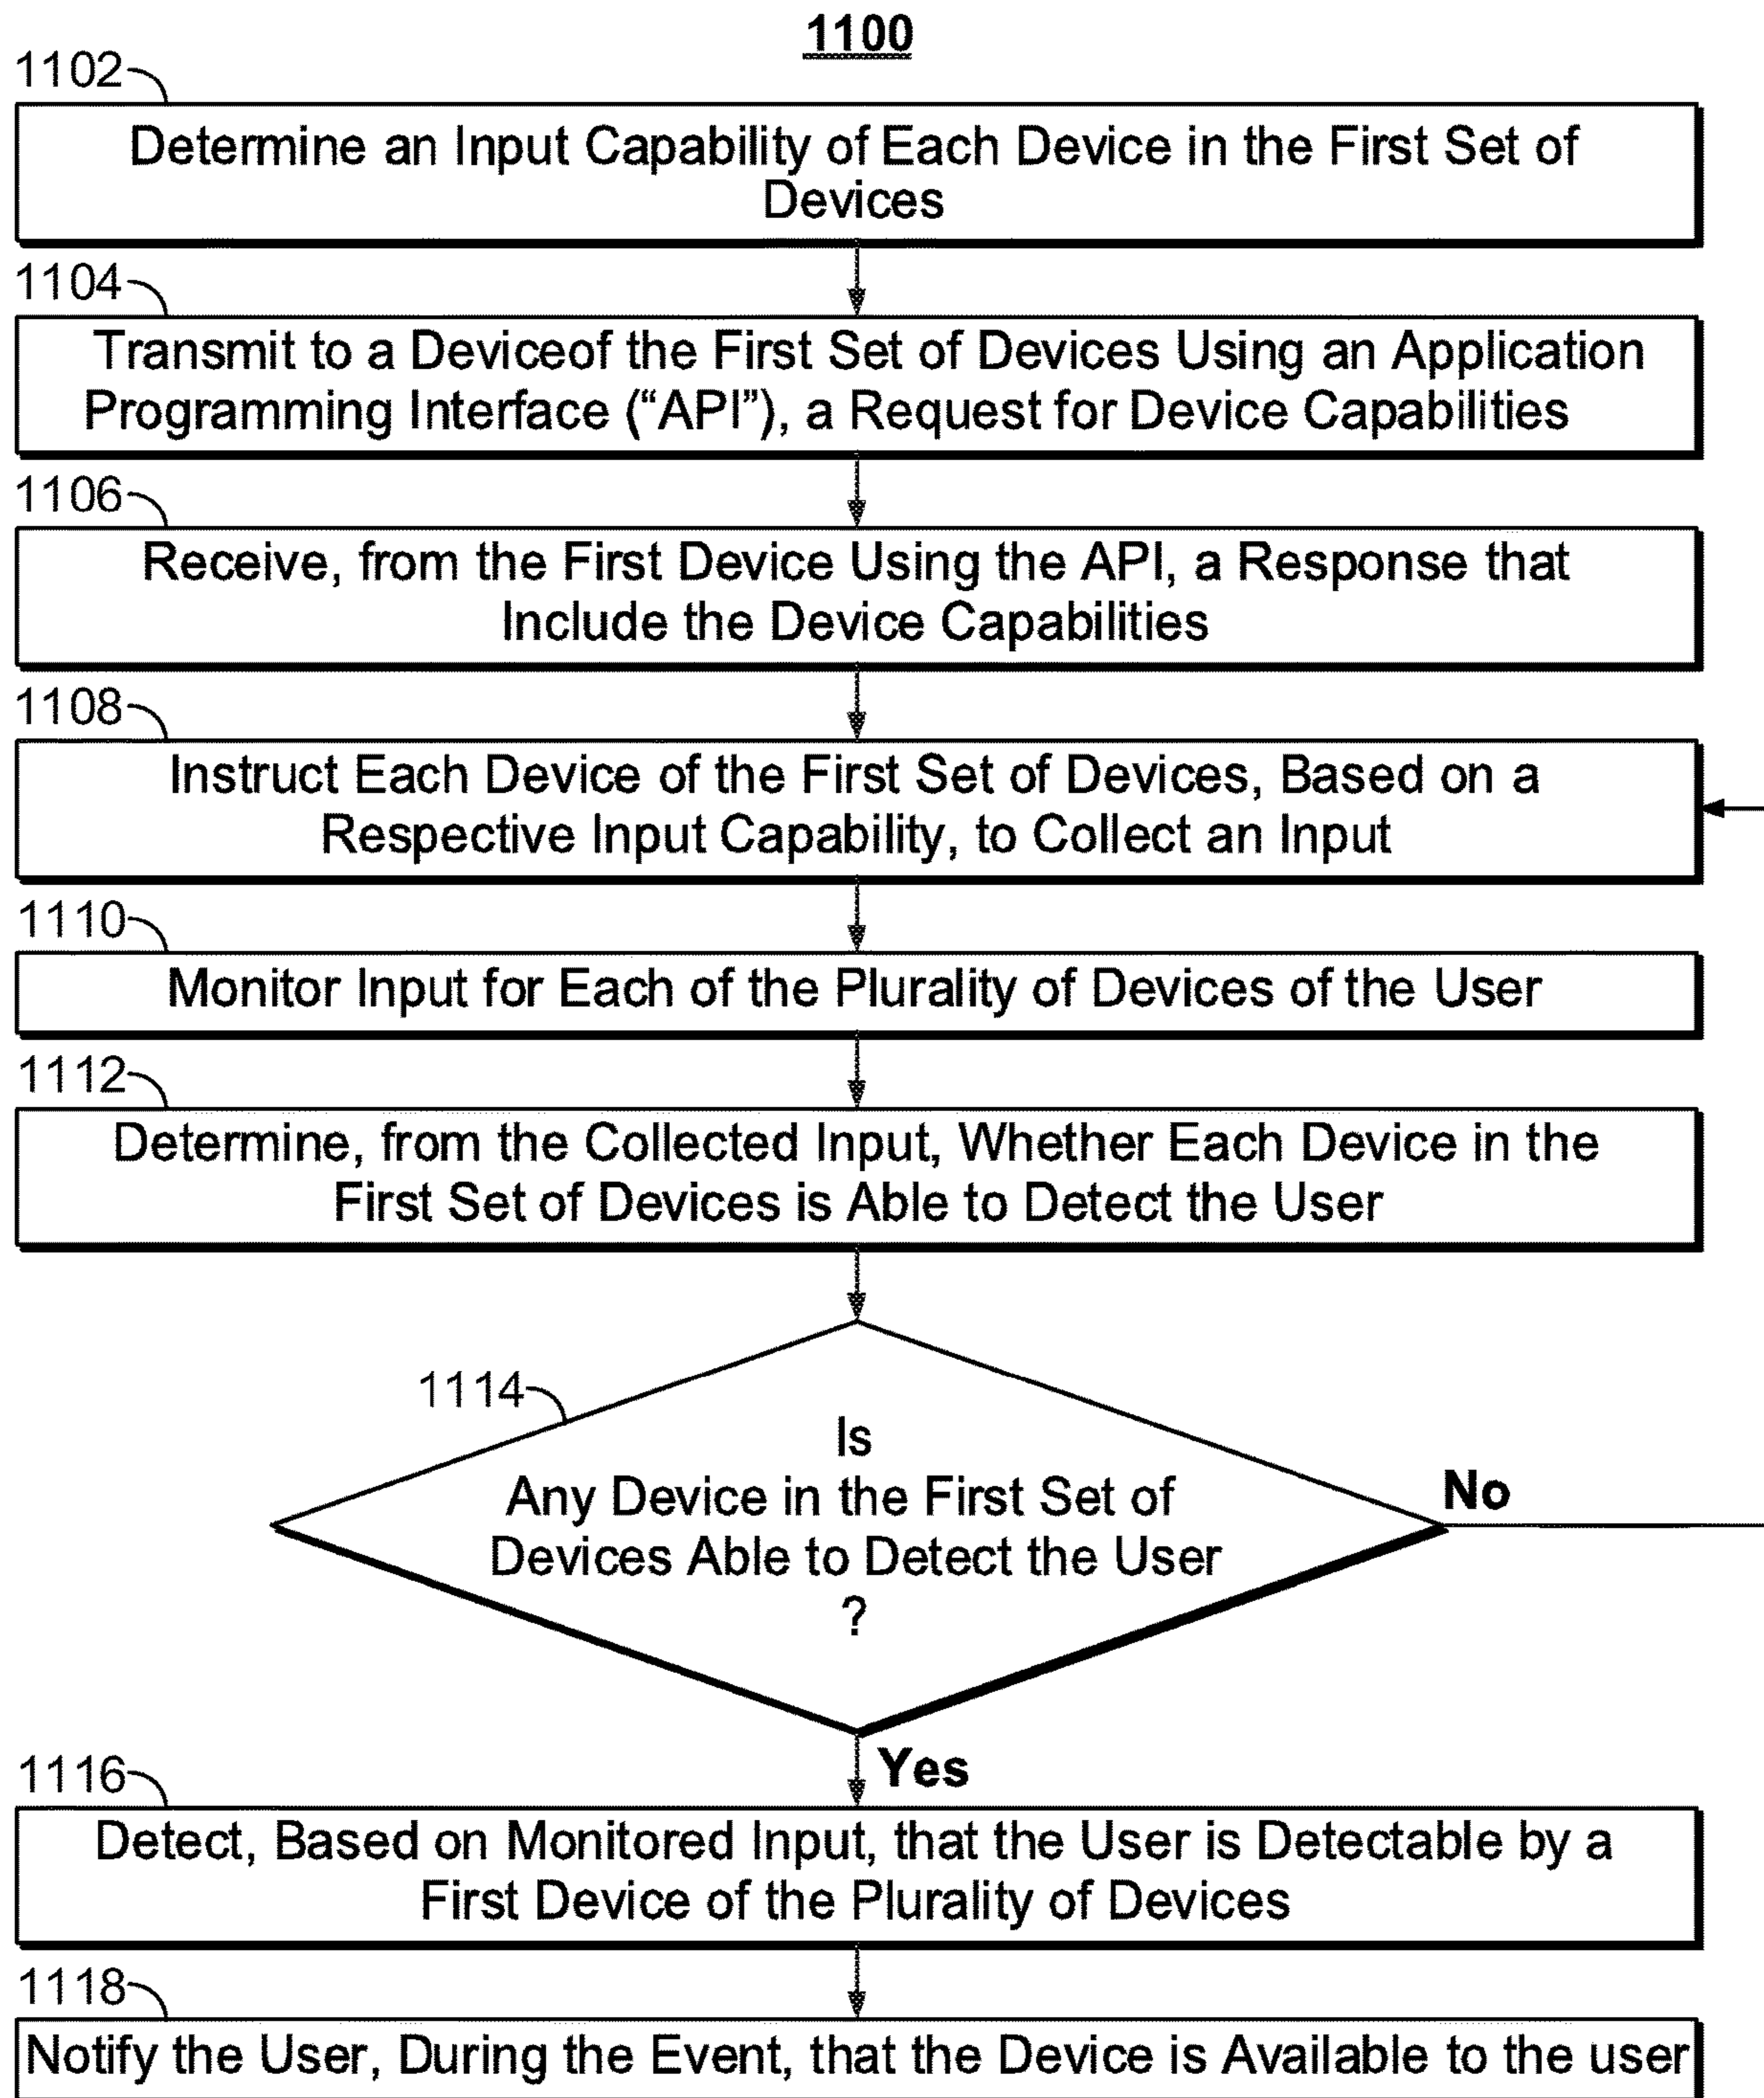 1100
1102
Determine an Input Capability of Each Device in the First Set of
Devices
1104
Transmit to a Deviceof the First Set of Devices Using an Application
Programming Interface (“API”), a Request for Device Capabilities
1106
Receive, from the First Device Using the API, a Response that
Include the Device Capabilities
1108
Instruct Each Device of the First Set of Devices, Based on a
Respective Input Capability, to Collect an Input
1110
Monitor Input for Each of the Plurality of Devices of the User
1112
Determine, from the Collected Input, Whether Each Device in the
First Set of Devices is Able to Detect the User
1114
Is
Any Device in the First Set of
Devices Able to Detect the User
?
No
Yes
1116
Detect, Based on Monitored Input, that the User is Detectable by a
First Device of the Plurality of Devices
1118
Notify the User, During the Event, that the Device is Available to the user